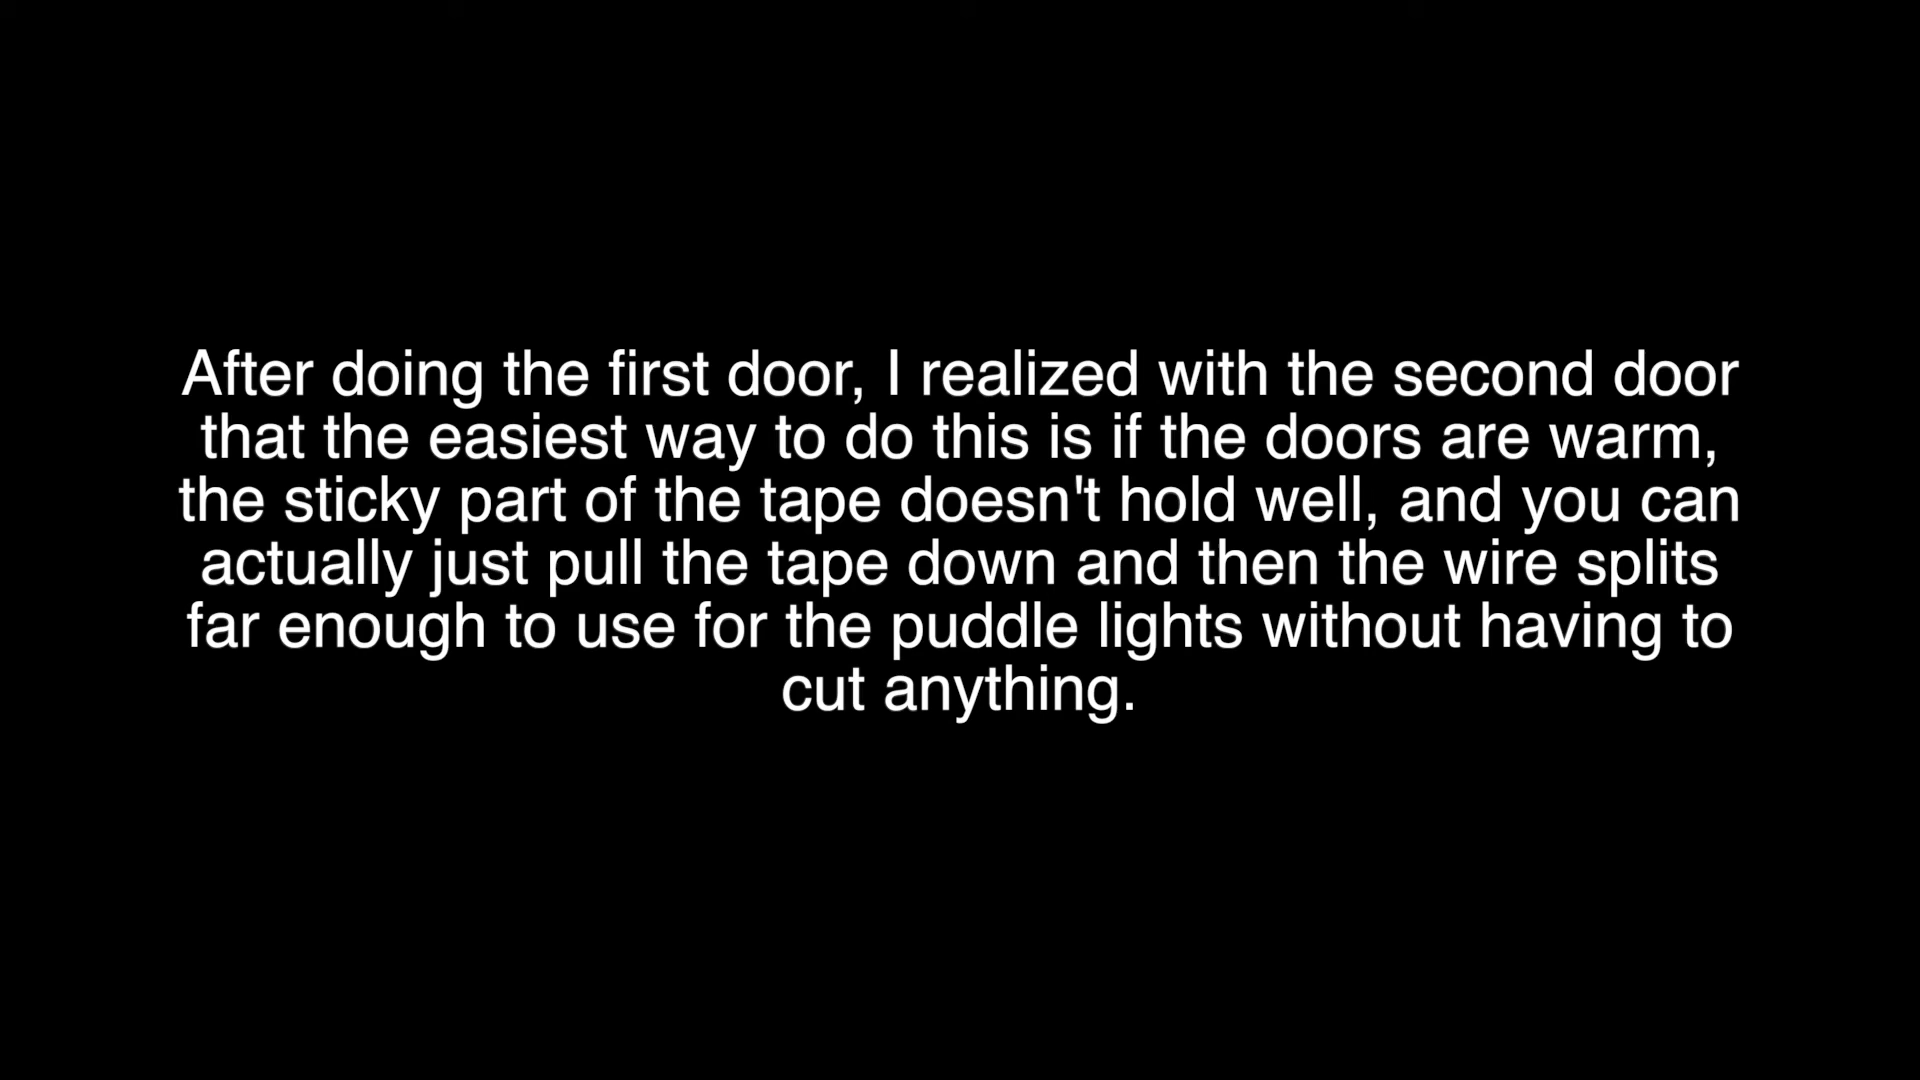 After doing the first door, I realized with the second door
that the easiest way to do this is if the doors are warm,
the sticky part of the tape doesn't hold well, and you can
actually just pull the tape down and then the wire splits
far enough to use for the puddle lights without having to
cut anything.